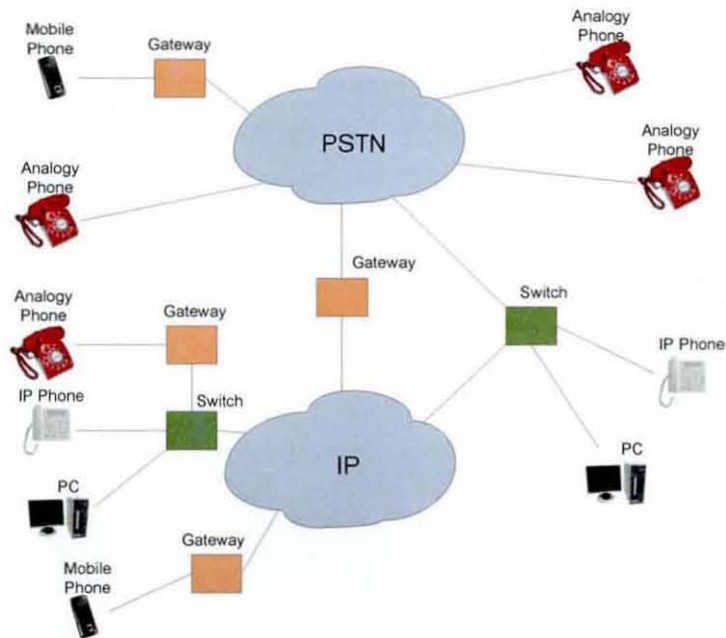 Mobile
Phone
Gateway
Analogy
Phone
PSTN
Analogy
Phone
Analogy
Phone
Gateway
Switch
Analogy
Phone
Gateway
IP Phone
IP Phone
Switch
IP
PC
PC
Gateway
Mobile
Phone